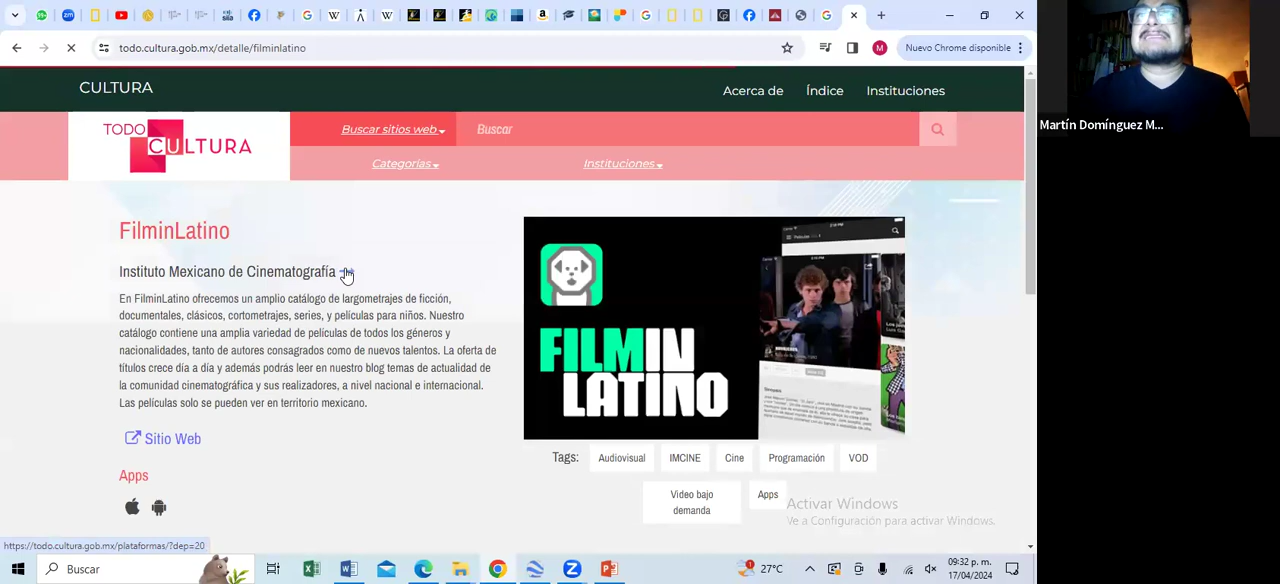 todo.cultura.gob.mx/detalle/filminlatino
M
Nuevo Chrome disponible
CULTURA
Acerca de
Índice
Instituciones
TODO
CULTURA
Buscar sitios web
Buscar
Categorías
Instituciones
FilminLatino
Instituto Mexicano de Cinematografía
En FilminLatino ofrecemos un amplio catálogo de largometrajes de ficción,
documentales, clásicos, cortometrajes, series, y películas para niños. Nuestro
catálogo contiene una amplia variedad de películas de todos los géneros y
nacionalidades, tanto de autores consagrados como de nuevos talentos. La oferta de
títulos crece día a día y además podrás leer en nuestro blog temas de actualidad de
la comunidad cinematográfica y sus realizadores, a nivel nacional e internacional.
Las películas solo se pueden ver en territorio mexicano.
Sitio Web
Apps
FILMIN
LATINO
Tags:
Audiovisual
IMCINE
Cine
Programación
VOD
Video bajo
demanda
Apps
Activar Windows
Ve a Configuración para activar Windows.
https://todo.cultura.gob.mx/plataformas/?dep=20
Buscar
27°C
09:32 p. m.
17/04/2024
Martín Domínguez M...